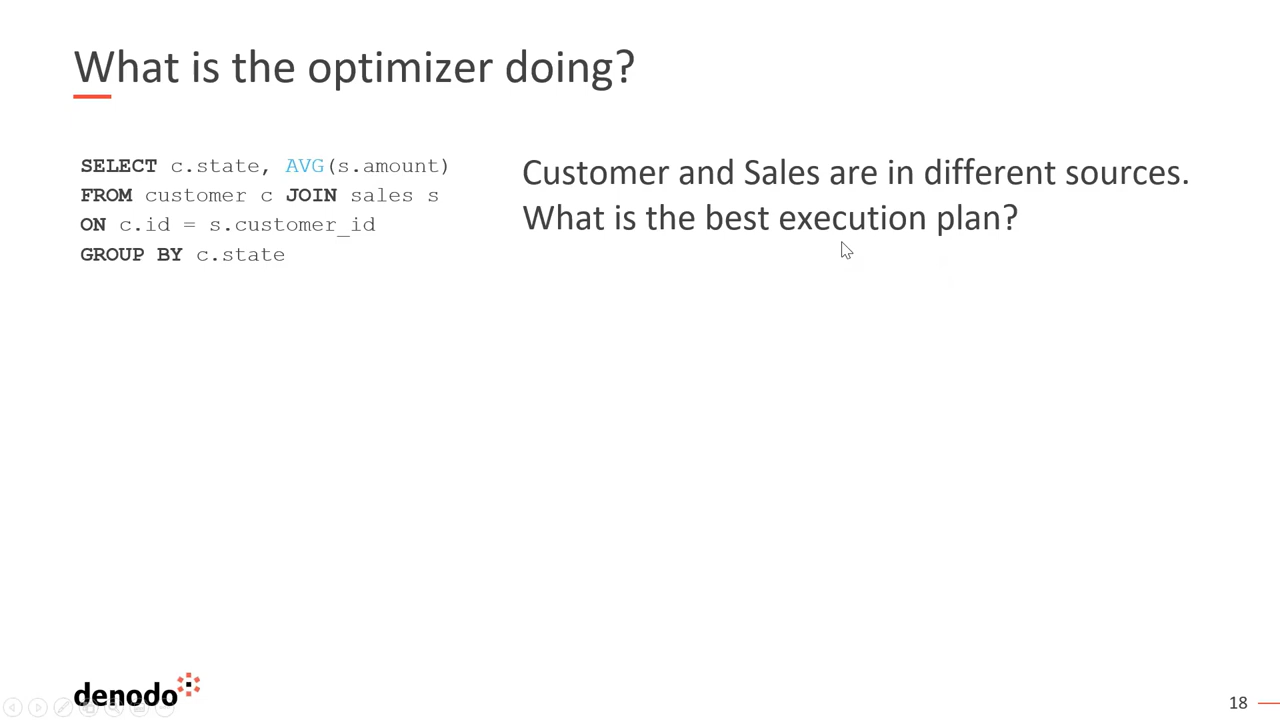 What is the optimizer doing?
SELECT c.state, AVG(s.amount)
FROM customer c JOIN sales s
ON c.id = s.customer_id
GROUP BY c.state
Customer and Sales are in different sources.
What is the best execution plan?
denodo
18